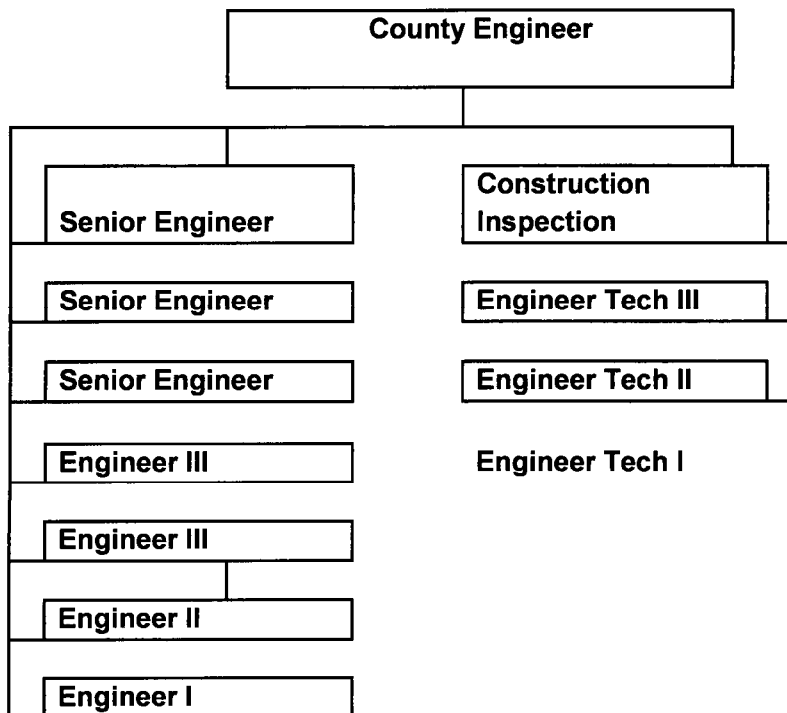 County Engineer
Senior Engineer
Senior Engineer
Senior Engineer
Engineer III
Engineer III
Engineer II
Engineer I
Construction
Inspection
Engineer Tech III
Engineer Tech II
Engineer Tech I